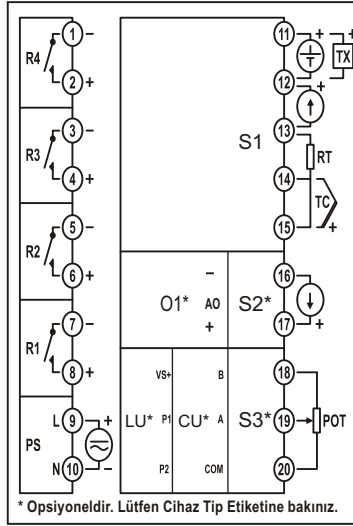 R4 1 −
2 +
R3 3 −
4 +
R2 5 −
6 +
R1 7 −
8 +
PS L 9 +
N 10 −
S1
11 + + TX
12 +
13
RT
14
TC
15 +
O1* − AO +
S2*
16
17 +
LU* VS+ P1 P2
CU* B A COM
S3*
18
19 POT
20
* Opsiyoneldir. Lütfen Cihaz Tip Etiketine bakınız.